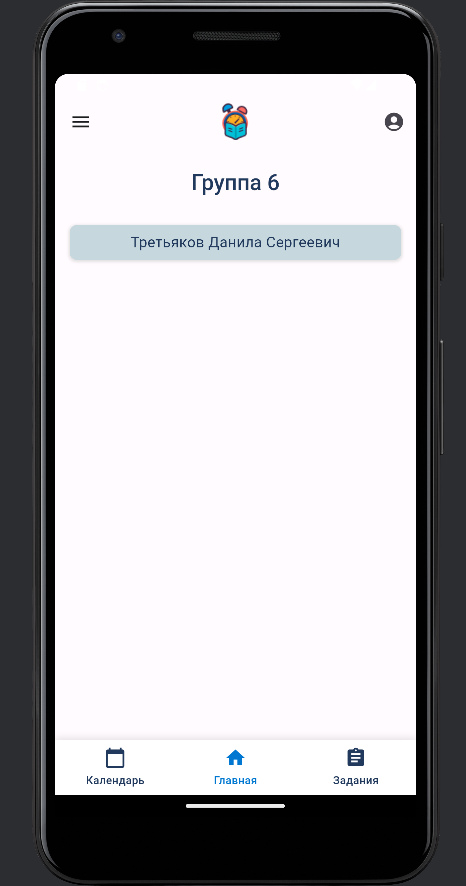 Группа 6
Третьяков Данила Сергеевич
Календарь
Главная
Задания